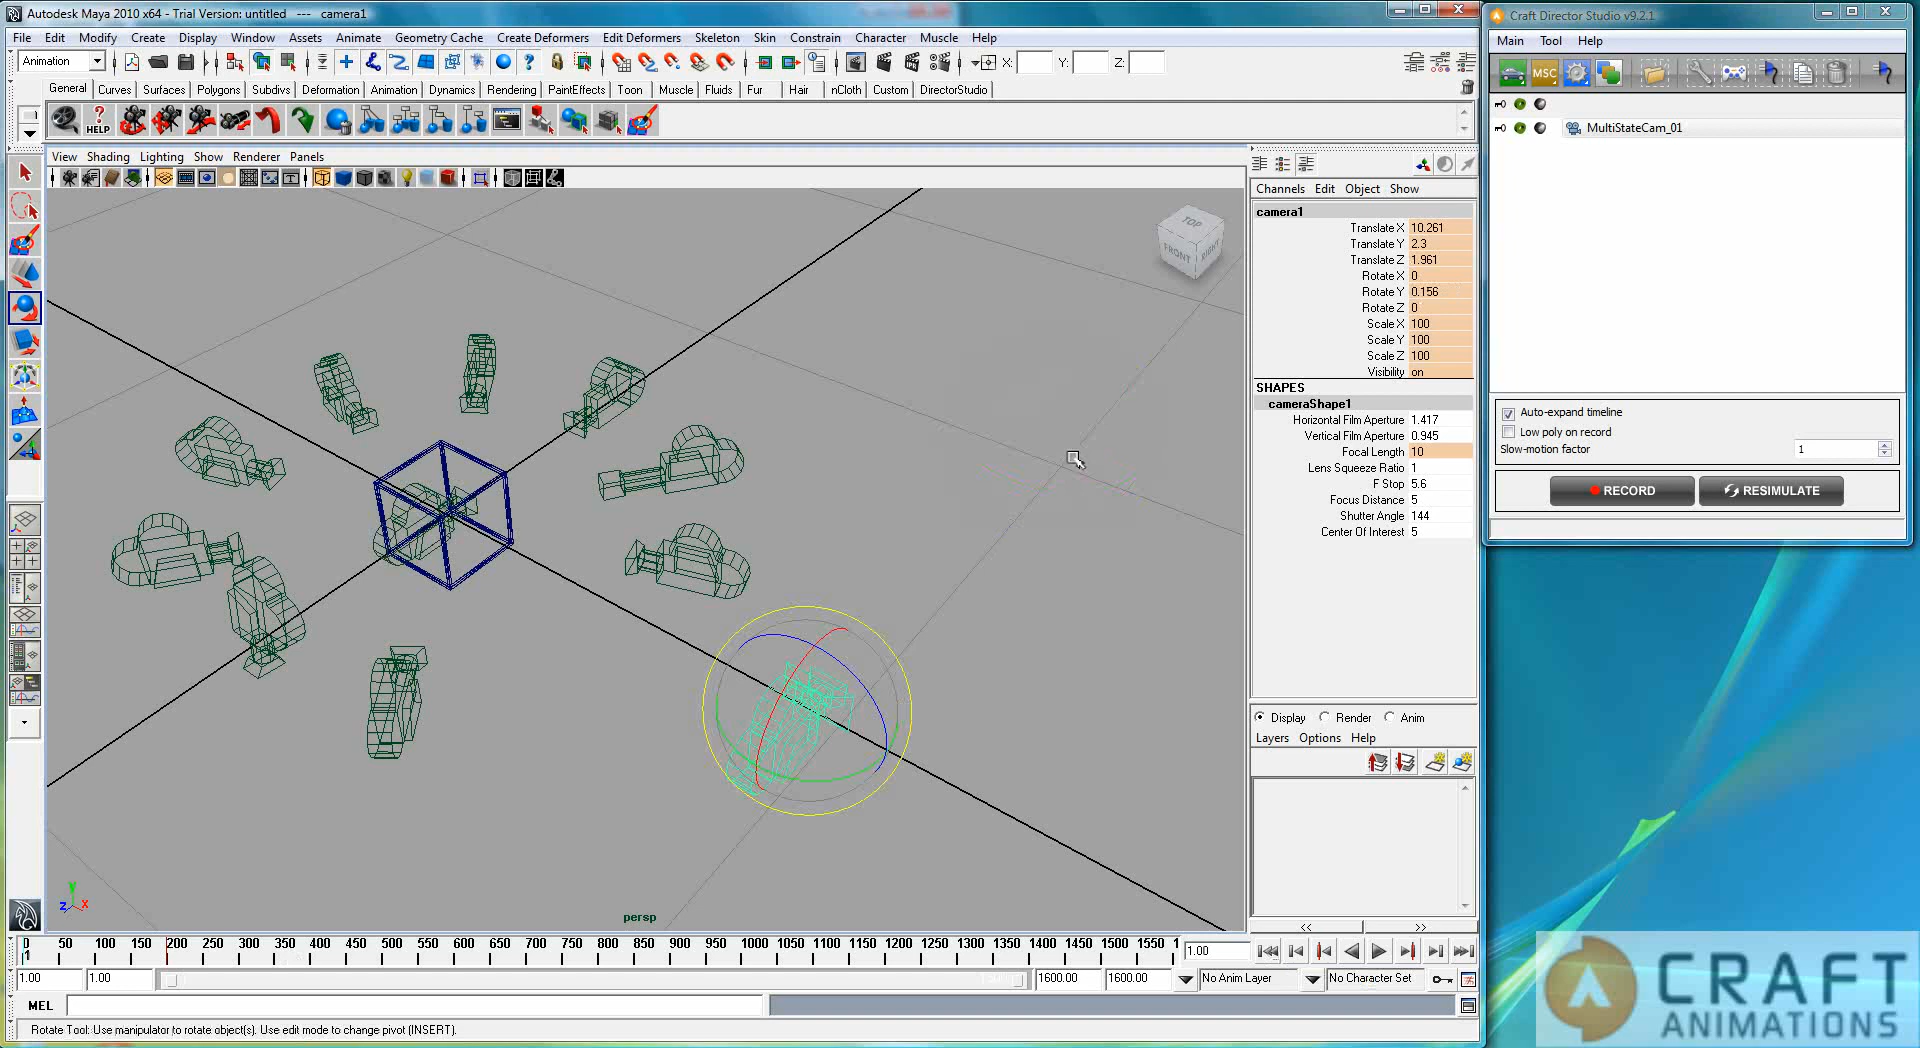 Autodesk Maya 2010 x64 - Trial Version: untitled --- camera1
File Edit Modify Create Display Window Assets Animate Geometry Cache Create Deformers Edit Deformers Skeleton Skin Constrain Character Muscle Help
Animation X: Y: Z:
General Curves Surfaces Polygons Subdivs Deformation Animation Dynamics Rendering PaintEffects Toon Muscle Fluids Fur Hair nCloth Custom DirectorStudio
HELP
View Shading Lighting Show Renderer Panels
TOP
FRONT RIGHT
persp
y
z x
Channels Edit Object Show
camera1
Translate X 10.261
Translate Y 2.3
Translate Z 1.961
Rotate X 0
Rotate Y 0.156
Rotate Z 0
Scale X 100
Scale Y 100
Scale Z 100
Visibility on
SHAPES
cameraShape1
Horizontal Film Aperture 1.417
Vertical Film Aperture 0.945
Focal Length 10
Lens Squeeze Ratio 1
F Stop 5.6
Focus Distance 5
Shutter Angle 144
Center Of Interest 5
Display Render Anim
Layers Options Help
<< >>
50 100 150 200 250 300 350 400 450 500 550 600 650 700 750 800 850 900 950 1000 1050 1100 1150 1200 1250 1300 1350 1400 1450 1500 1550 1
1.00
1.00 1.00 1600.00 1600.00 No Anim Layer No Character Set
MEL
Rotate Tool: Use manipulator to rotate object(s). Use edit mode to change pivot (INSERT).
Craft Director Studio v9.2.1
Main Tool Help
MSC
MultiStateCam_01
Auto-expand timeline
Low poly on record
Slow-motion factor 1
RECORD RESIMULATE
CRAFT
ANIMATIONS